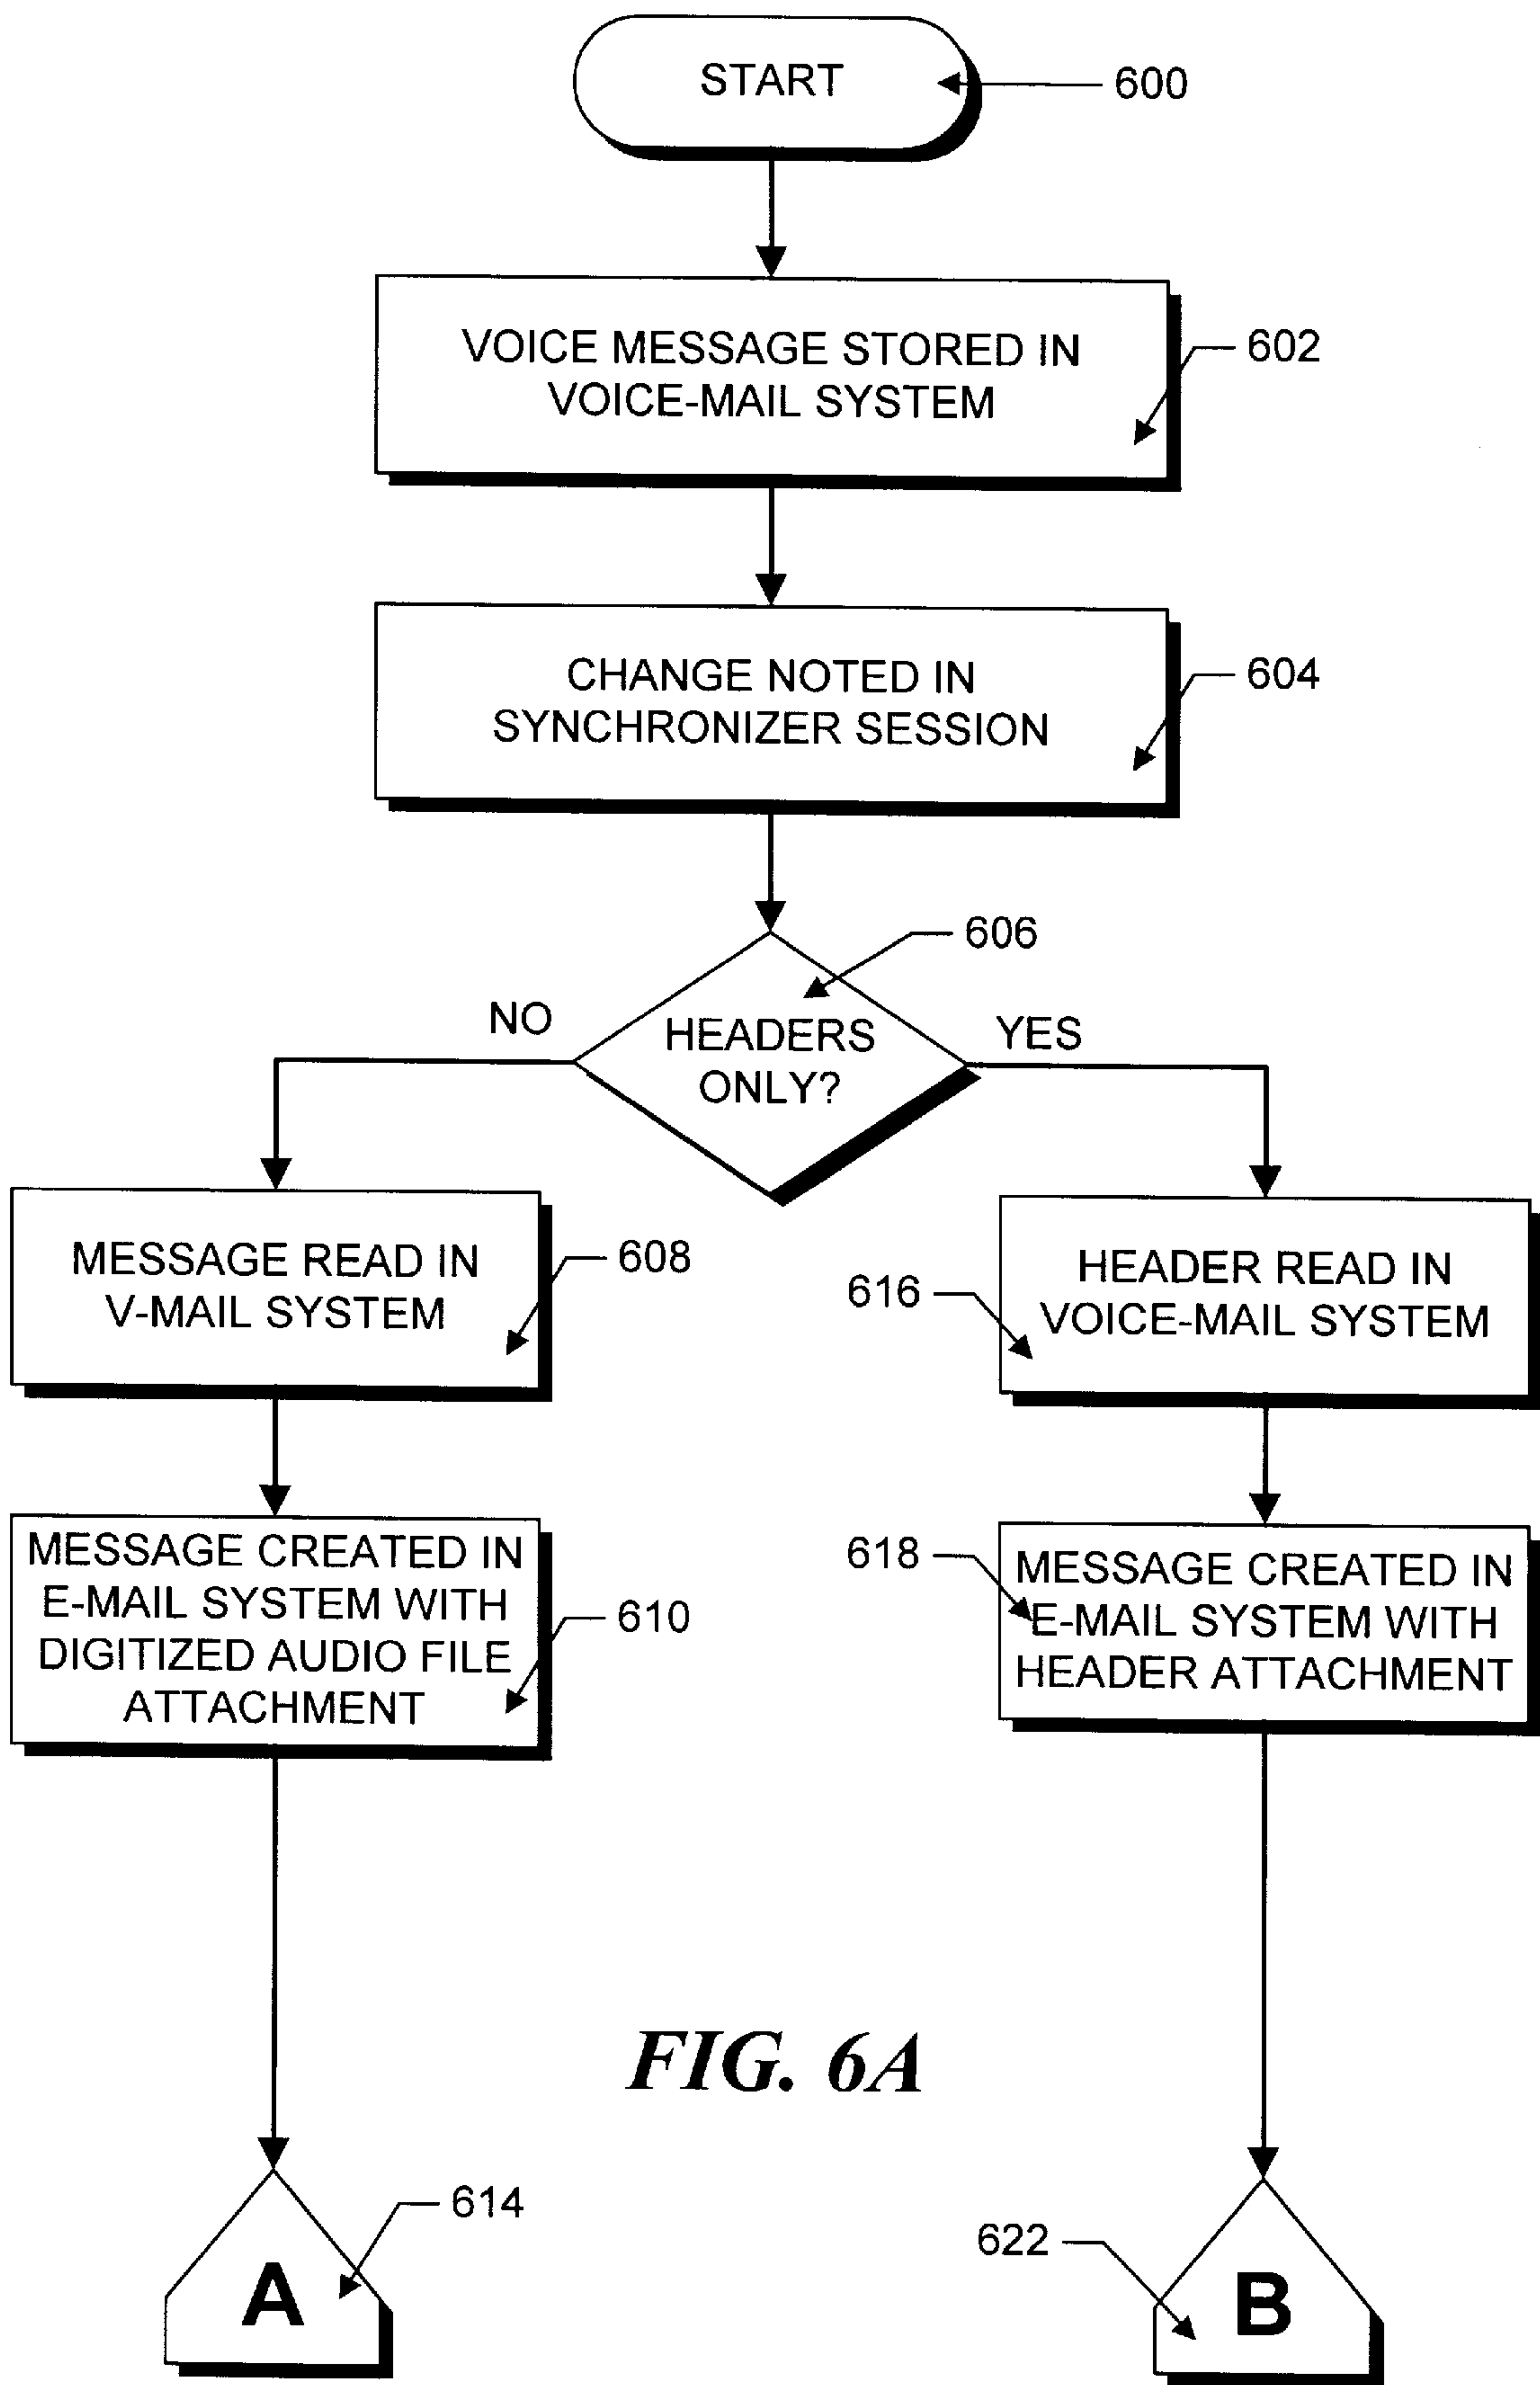 START
600
VOICE MESSAGE STORED IN
VOICE-MAIL SYSTEM
602
CHANGE NOTED IN
SYNCHRONIZER SESSION
604
606
NO
HEADERS
ONLY?
YES
MESSAGE READ IN
V-MAIL SYSTEM
608
616
HEADER READ IN
VOICE-MAIL SYSTEM
MESSAGE CREATED IN
E-MAIL SYSTEM WITH
DIGITIZED AUDIO FILE
ATTACHMENT
610
618
MESSAGE CREATED IN
E-MAIL SYSTEM WITH
HEADER ATTACHMENT
FIG. 6A
A
614
622
B